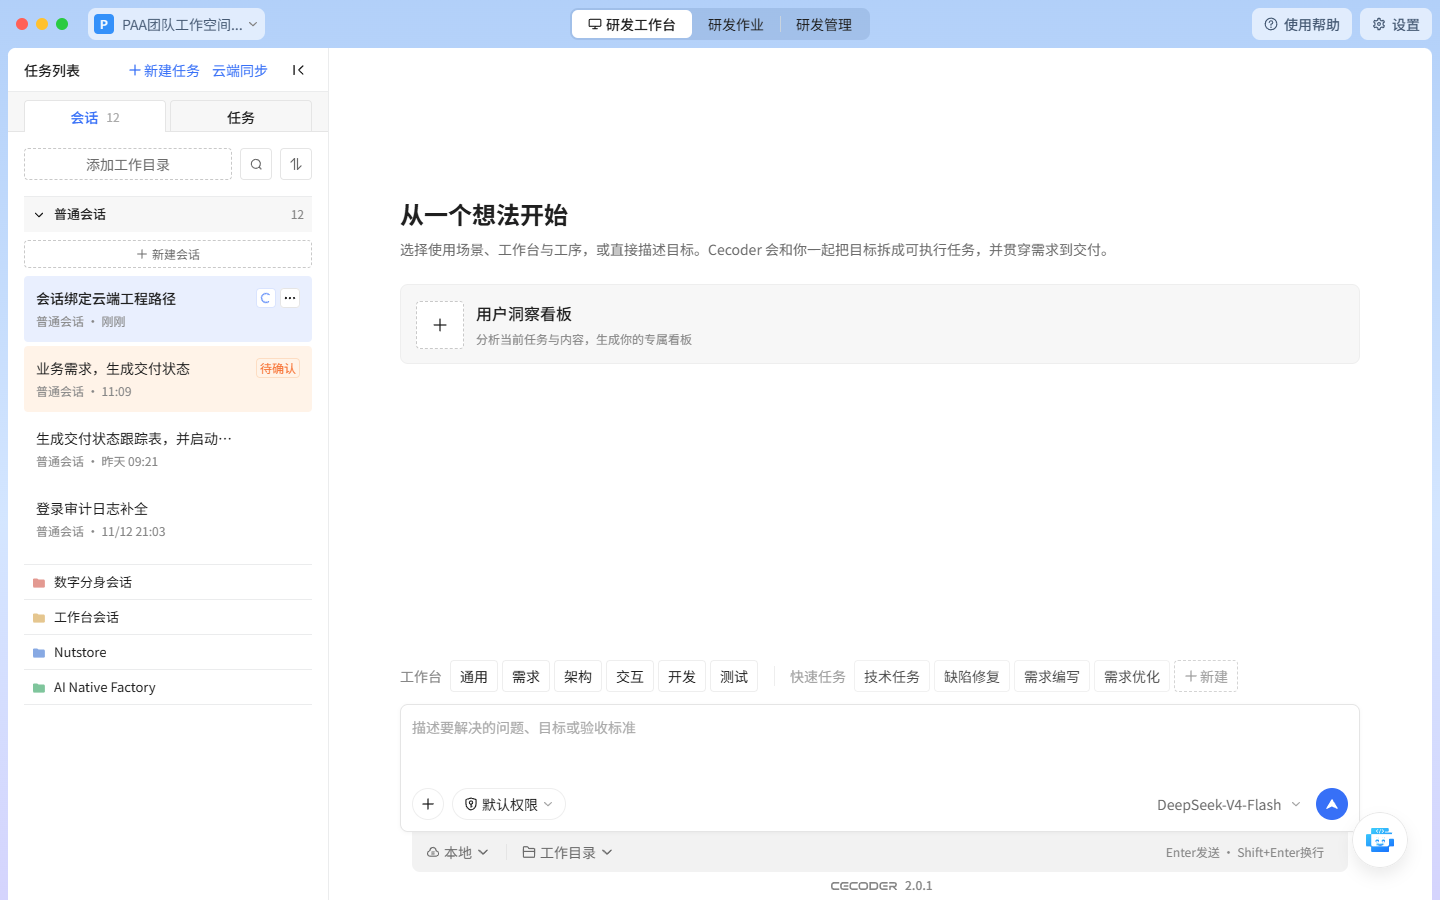 P PAA团队工作空间...
研发工作台 研发作业 研发管理
使用帮助 设置
任务列表 新建任务 云端同步
会话 12 任务
添加工作目录
普通会话 12
新建会话
会话绑定云端工程路径
普通会话 · 刚刚
业务需求，生成交付状态 待确认
普通会话 · 11:09
生成交付状态跟踪表，并启动···
普通会话 · 昨天 09:21
登录审计日志补全
普通会话 · 11/12 21:03
数字分身会话
工作台会话
Nutstore
AI Native Factory
从一个想法开始
选择使用场景、工作台与工序，或直接描述目标。Cecoder 会和你一起把目标拆成可执行任务，并贯穿需求到交付。
用户洞察看板
分析当前任务与内容，生成你的专属看板
工作台 通用 需求 架构 交互 开发 测试 快速任务 技术任务 缺陷修复 需求编写 需求优化 新建
描述要解决的问题、目标或验收标准
默认权限 DeepSeek-V4-Flash
本地 工作目录 Enter发送 · Shift+Enter换行
CECODER 2.0.1